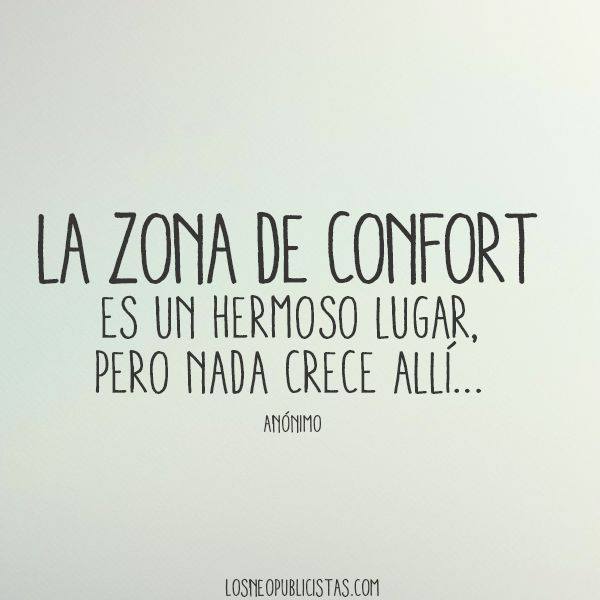 LA ZONA DE CONFORT
ES UN HERMOSO LUGAR,
PERO NADA CRECE ALLÍ...
ANÓNIMO
LOSNEOPUBLICISTAS.COM